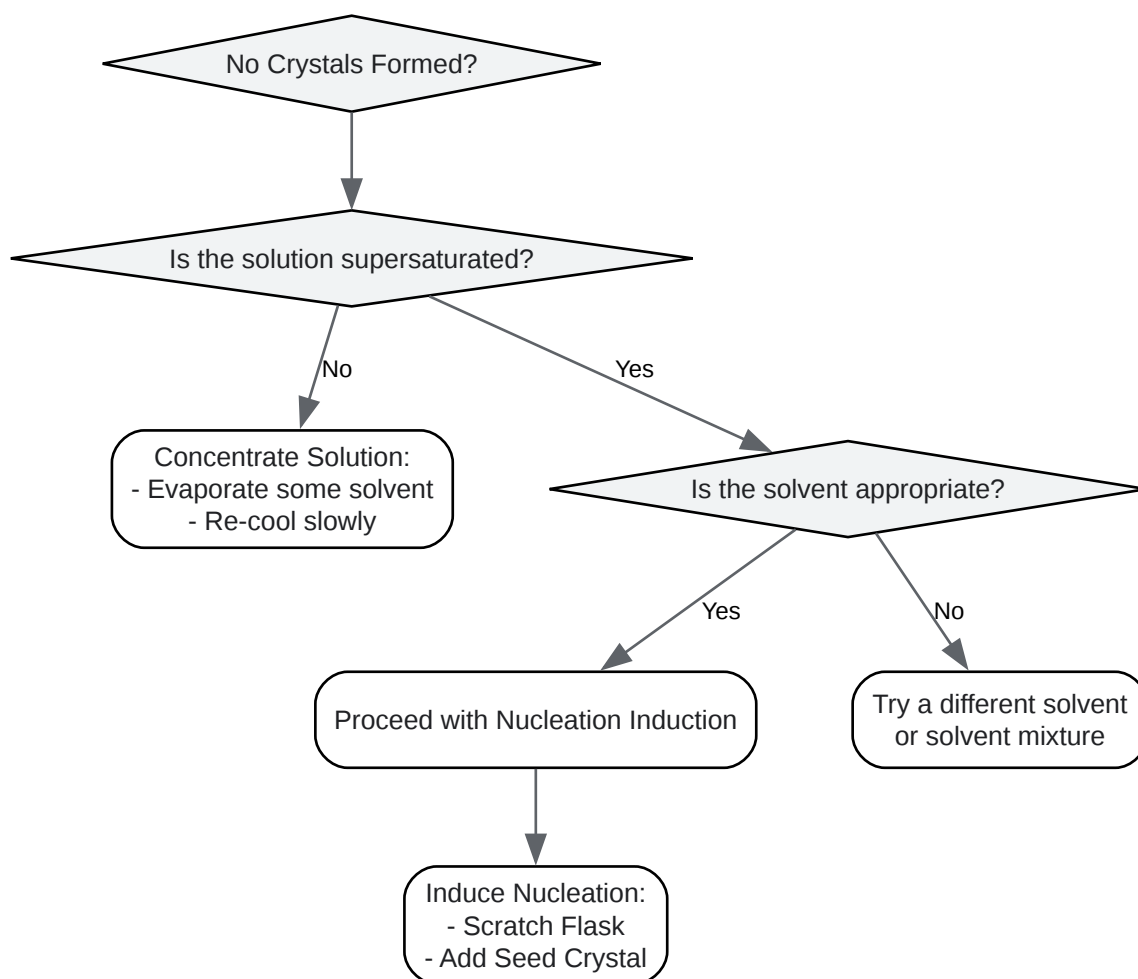 No Crystals Formed?
Is the solution supersaturated?
No
Yes
Concentrate Solution:
- Evaporate some solvent
- Re-cool slowly
Is the solvent appropriate?
Yes
No
Proceed with Nucleation Induction
Try a different solvent
or solvent mixture
Induce Nucleation:
- Scratch Flask
- Add Seed Crystal